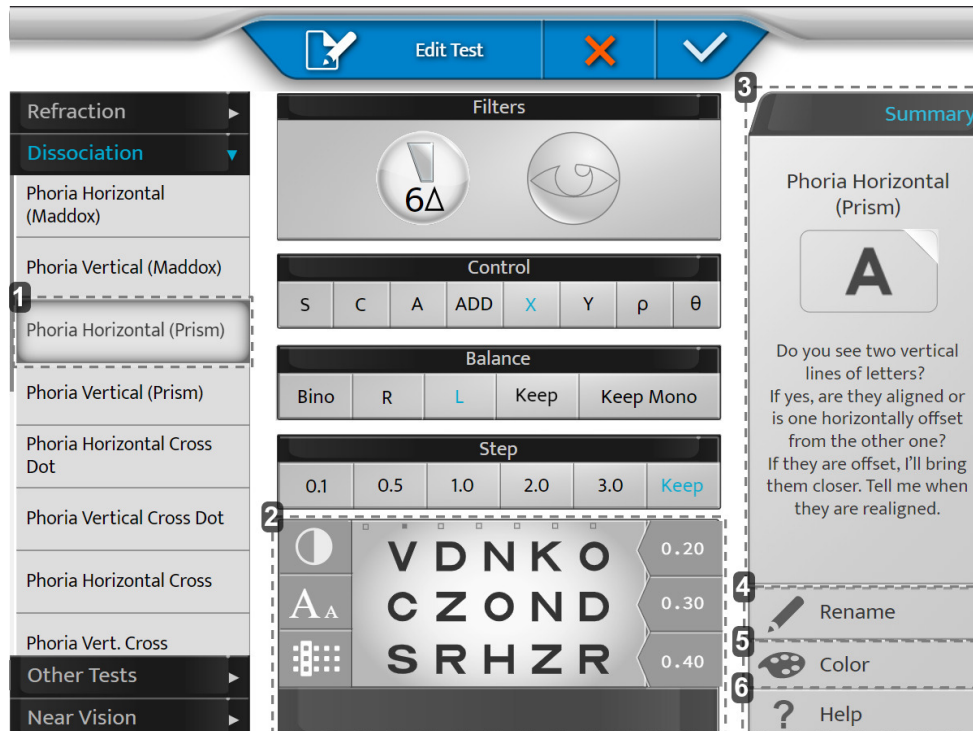 Edit Test
3
Refraction
Dissociation
Phoria Horizontal
(Maddox)
Phoria Vertical (Maddox)
1
Phoria Horizontal (Prism)
Phoria Vertical (Prism)
Phoria Horizontal Cross
Dot
Phoria Vertical Cross Dot
Phoria Horizontal Cross
Phoria Vert. Cross
Other Tests
Near Vision
Filters
6Δ
Control
S C A ADD X Y ρ θ
Balance
Bino R L Keep Keep Mono
Step
0.1 0.5 1.0 2.0 3.0 Keep
2
V D N K O 0.20
A A C Z O N D 0.30
S R H Z R 0.40
Summary
Phoria Horizontal
(Prism)
A
Do you see two vertical
lines of letters?
If yes, are they aligned or
is one horizontally offset
from the other one?
If they are offset, I'll bring
them closer. Tell me when
they are realigned.
4
Rename
5
Color
6
? Help